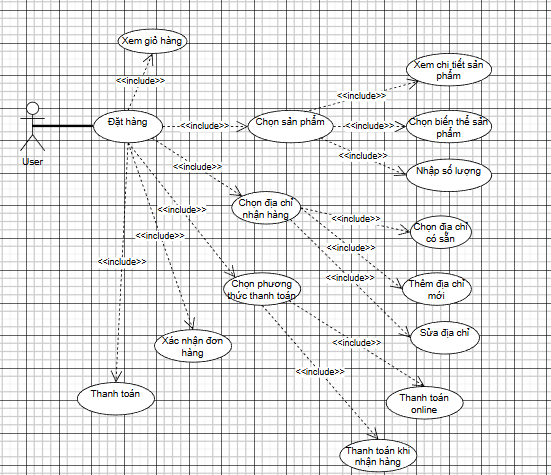 Xem giỏ hàng
Xem chi tiết sản
phẩm
<<include>>
<<include>>
<<include>>
Đặt hàng
<<include>>
Chọn sản phẩm
<<include>>
Chọn biến thể sản
phẩm
User
<<include>>
<<include>>
Nhập số lượng
Chọn địa chỉ
nhận hàng
<<include>>
<<include>>
Chọn địa chỉ
có sẵn
<<include>>
<<include>>
<<include>>
<<include>>
Chọn phương
thức thanh toán
Thêm địa chỉ
mới
Sửa địa chỉ
Xác nhận đơn
hàng
<<include>>
<<include>>
Thanh toán
Thanh toán
online
Thanh toán khi
nhận hàng